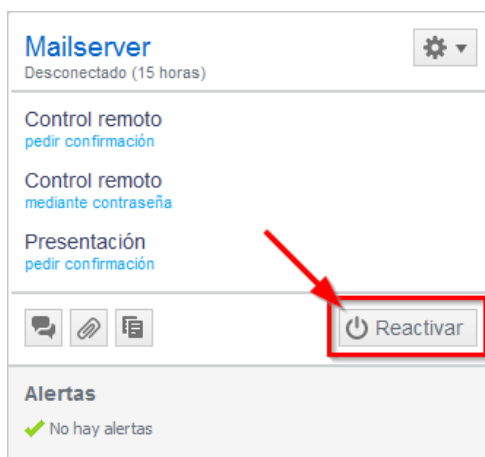 Mailserver
Desconectado (15 horas)
Control remoto
pedir confirmación
Control remoto
mediante contraseña
Presentación
pedir confirmación
Reactivar
Alertas
No hay alertas